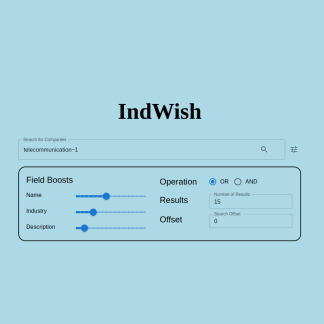 IndWish
Search for Companies
telecommunication~1
Field Boosts
Name
Industry
Description
Operation OR AND
Results
Number of Results
15
Offset
Search Offset
0